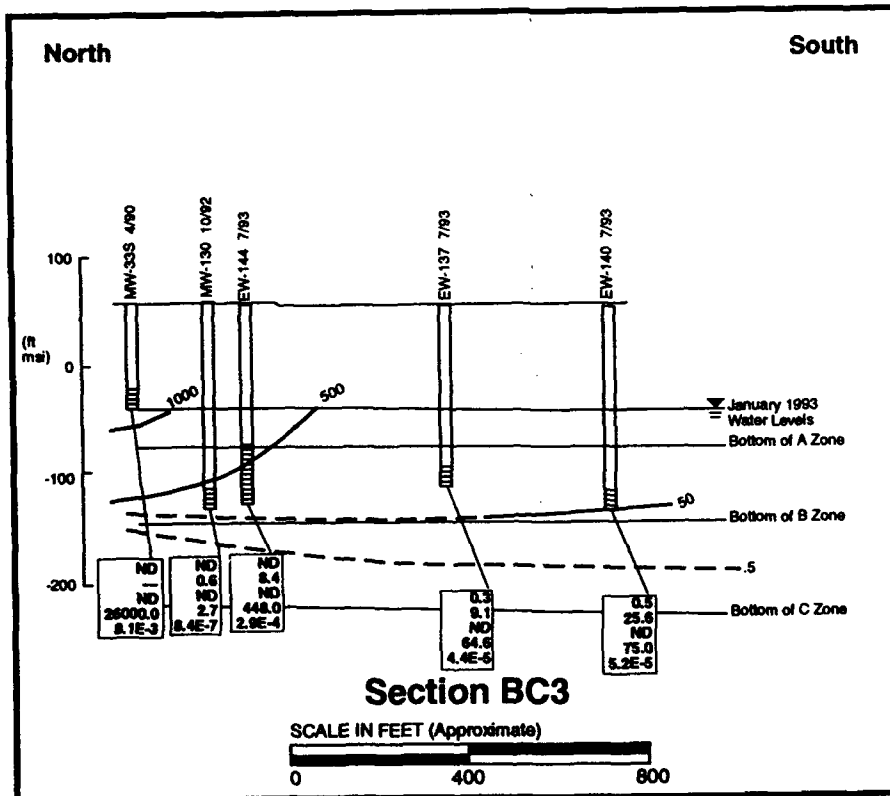 North
South
MW-33S 4/90
MW-130 10/92
EW-144 7/93
EW-137 7/93
EW-140 7/93
100
(ft
msl)
0
-100
-200
1000
500
January 1993
Water Levels
Bottom of A Zone
50
Bottom of B Zone
.5
Bottom of C Zone
ND
—
ND
26000.0
8.1E-3
ND
0.6
ND
2.7
8.4E-7
ND
8.4
ND
448.0
2.9E-4
0.3
9.1
ND
64.6
4.4E-5
0.5
25.6
ND
75.0
5.2E-5
Section BC3
SCALE IN FEET (Approximate)
0 400 800